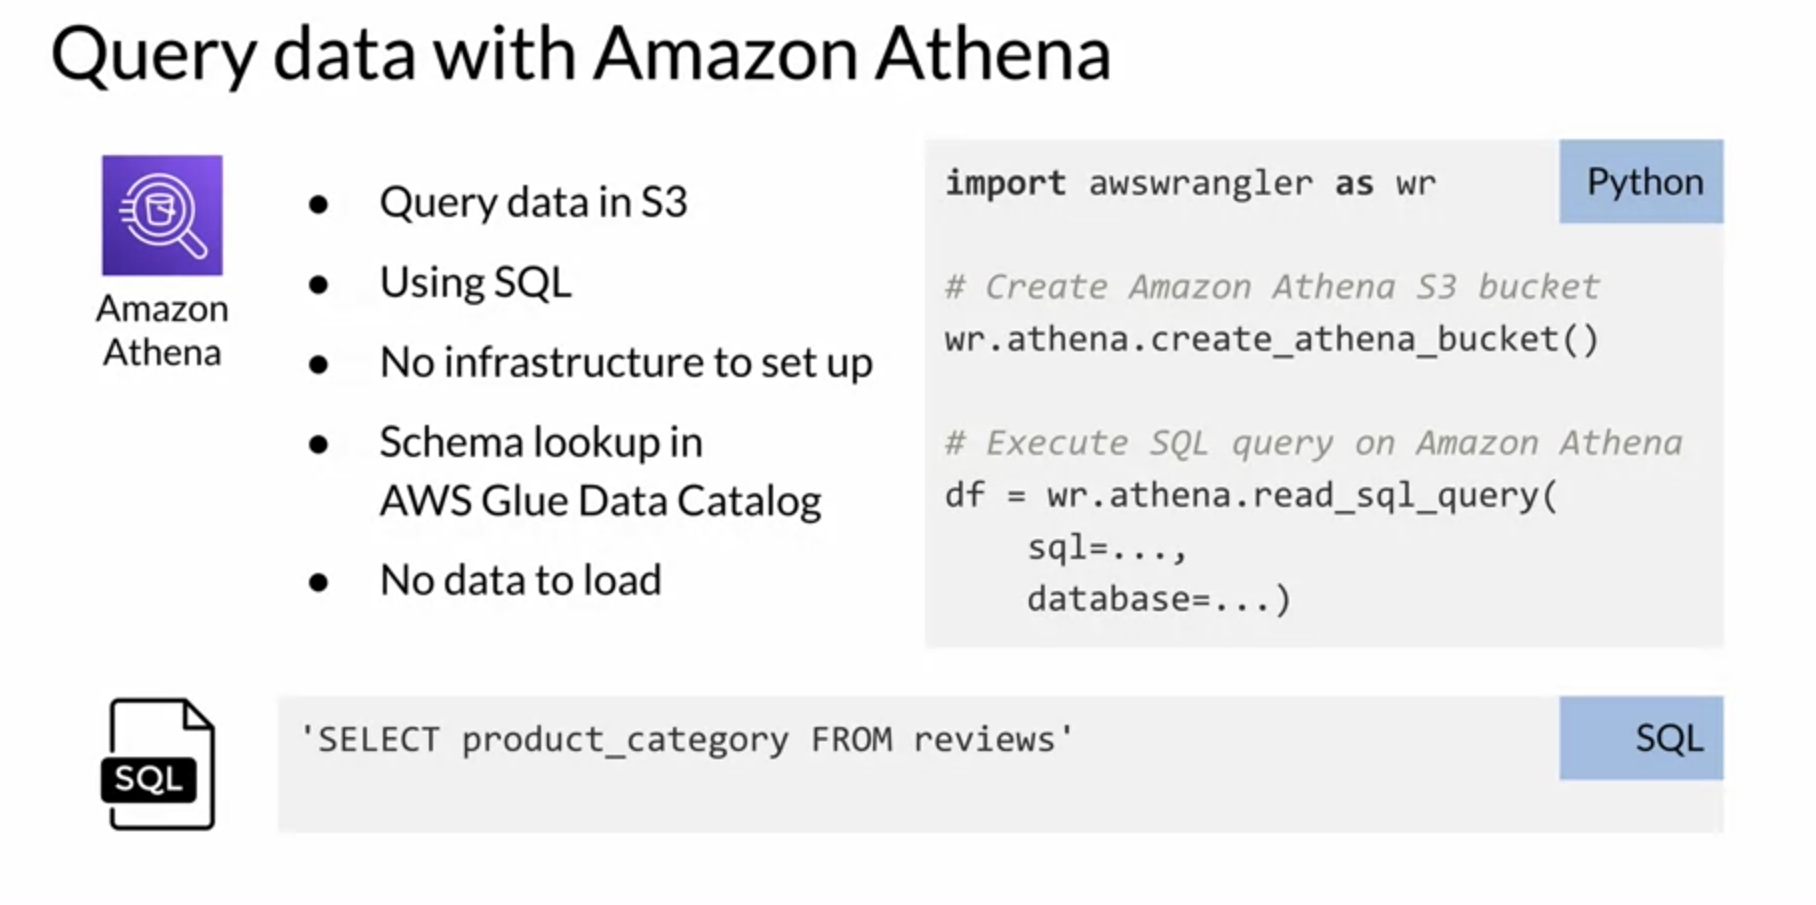 Query data with Amazon Athena
Amazon
Athena
● Query data in S3
● Using SQL
● No infrastructure to set up
● Schema lookup in
AWS Glue Data Catalog
● No data to load
Python
import awswrangler as wr
# Create Amazon Athena S3 bucket
wr.athena.create_athena_bucket()
# Execute SQL query on Amazon Athena
df = wr.athena.read_sql_query(
    sql=...,
    database=...)
SQL
'SELECT product_category FROM reviews'
SQL